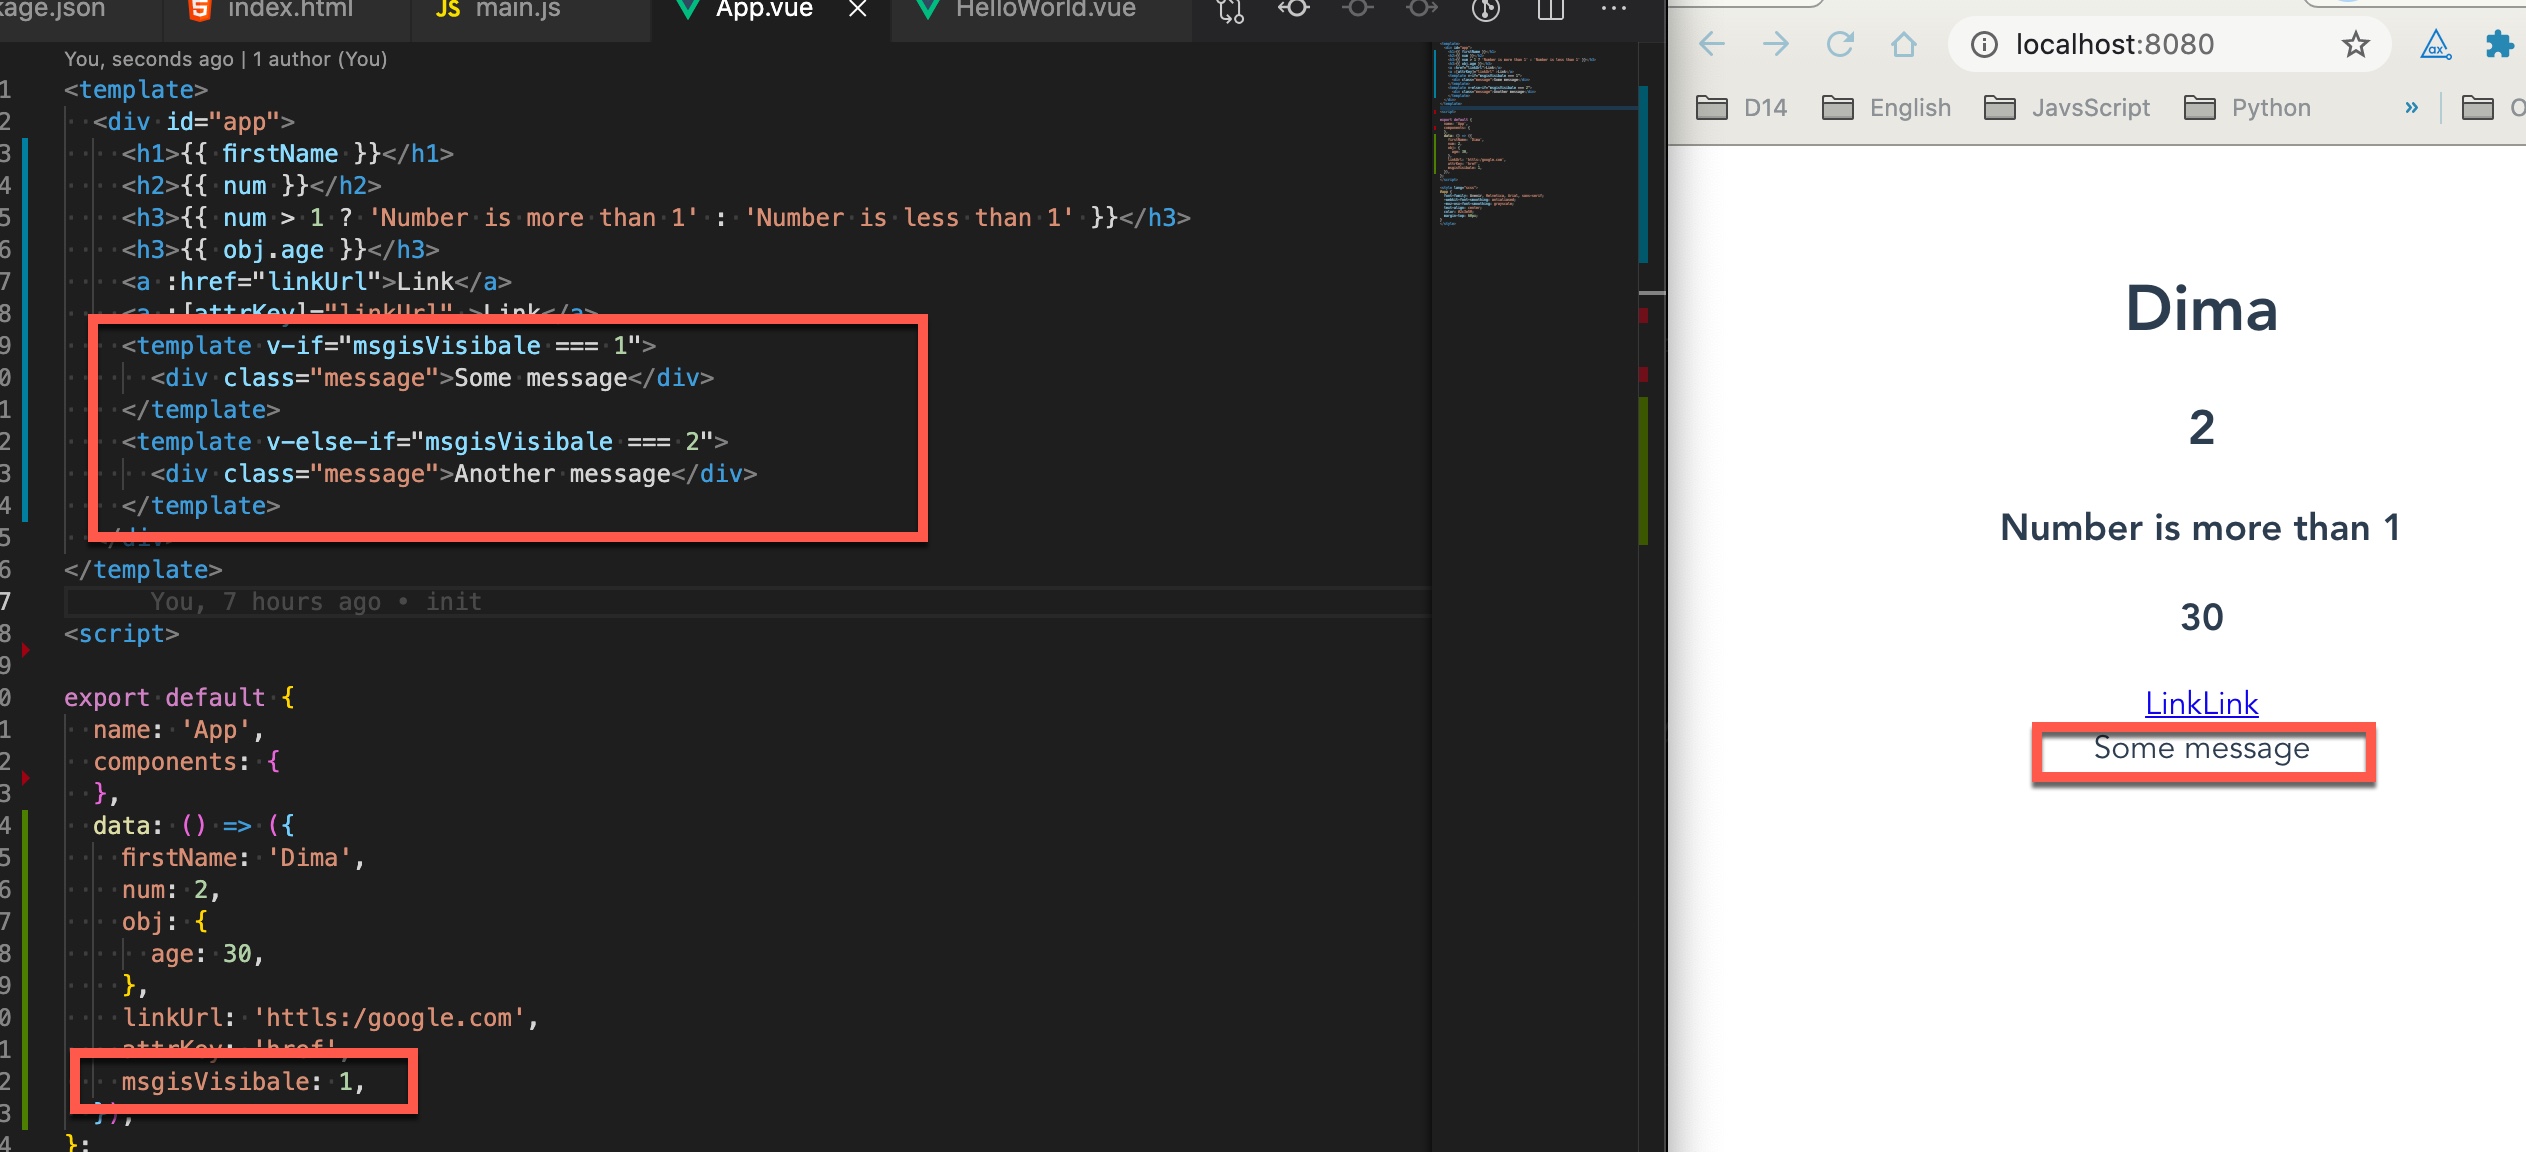 kage.json index.html JS main.js App.vue HelloWorld.vue
You, seconds ago | 1 author (You)
1 <template>
2 <div id="app">
3 <h1>{{ firstName }}</h1>
4 <h2>{{ num }}</h2>
5 <h3>{{ num > 1 ? 'Number is more than 1' : 'Number is less than 1' }}</h3>
6 <h3>{{ obj.age }}</h3>
7 <a :href="linkUrl">Link</a>
8 <a :[attrKey]="linkUrl" >Link</a>
9 <template v-if="msgisVisibale === 1">
0 <div class="message">Some message</div>
1 </template>
2 <template v-else-if="msgisVisibale === 2">
3 <div class="message">Another message</div>
4 </template>
5 </div>
6 </template>
7 You, 7 hours ago • init
8 <script>
9
0 export default {
1 name: 'App',
2 components: {
3 },
4 data: () => ({
5 firstName: 'Dima',
6 num: 2,
7 obj: {
8 age: 30,
9 },
0 linkUrl: 'httls:/google.com',
1 attrKey: 'href',
2 msgisVisibale: 1,
3 }),
4 };
localhost:8080
ax
D14 English JavsScript Python » O
Dima
2
Number is more than 1
30
LinkLink
Some message